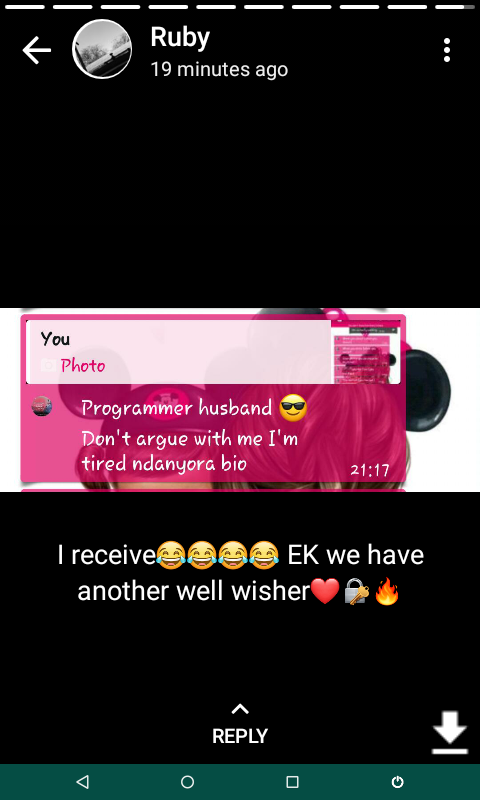 Ruby
19 minutes ago
You
Photo
Programmer husband 😎
Don't argue with me I'm
tired ndanyora bio
21:17
I receive😂😂😂😂 EK we have
another well wisher❤️🔐🔥
REPLY